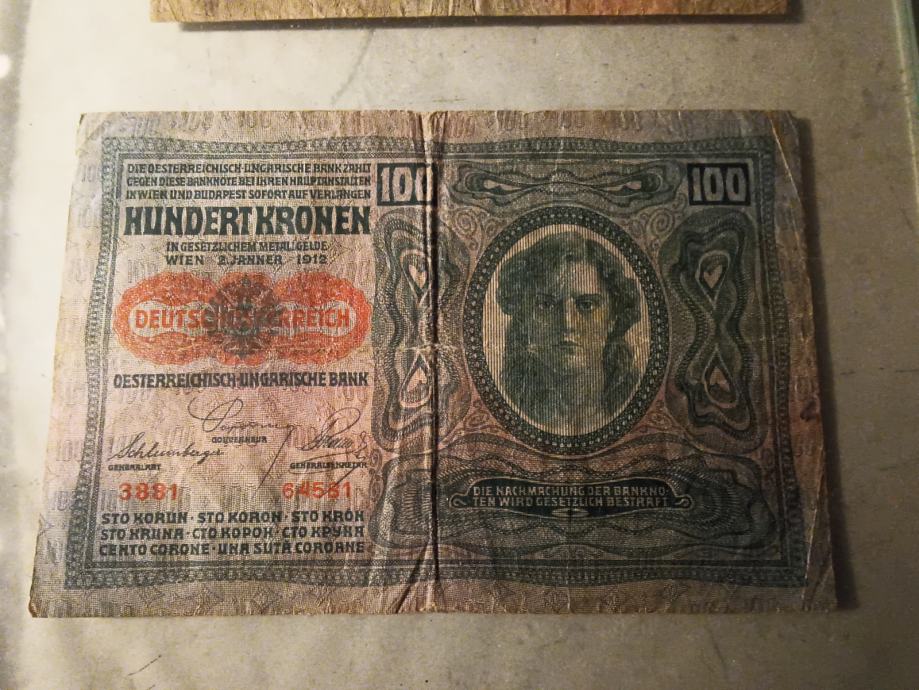 DIE OESTERREICHISCH-UNGARISCHE BANK ZAHLT
GEGEN DIESE BANKNOTE BEI IHREN HAUPTANSTALTEN
IN WIEN UND BUDAPEST SOFORT AUF VERLANGEN
HUNDERT KRONEN
IN GESETZLICHEM METALLGELDE
WIEN 2. JÄNNER 1912
DEUTSCHÖSTERREICH
OESTERREICHISCH-UNGARISCHE BANK
GOUVERNEUR
Schlumberger
GENERALRAT
GENERALSEKRETÄR
3881 64581
STO KORUN · STO KORON · STO KRON
STO KRUNA · СТО КОРОН · СТО КРУНА
CENTO CORONE · UNA SUTĂ COROANE
100 100
DIE NACHMACHUNG DER BANKNO-
TEN WIRD GESETZLICH BESTRAFT